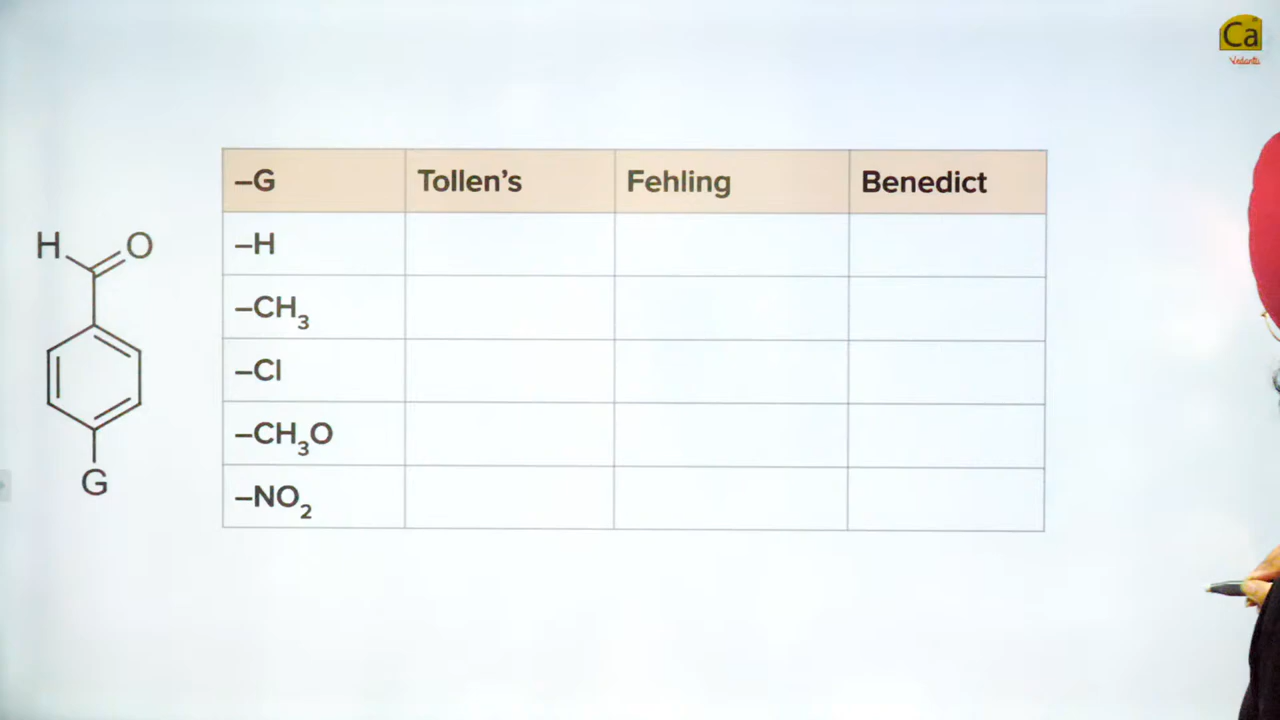 Ca
Vedantu
–G Tollen's Fehling Benedict
–H
–CH₃
–Cl
–CH₃O
–NO₂
H O
G